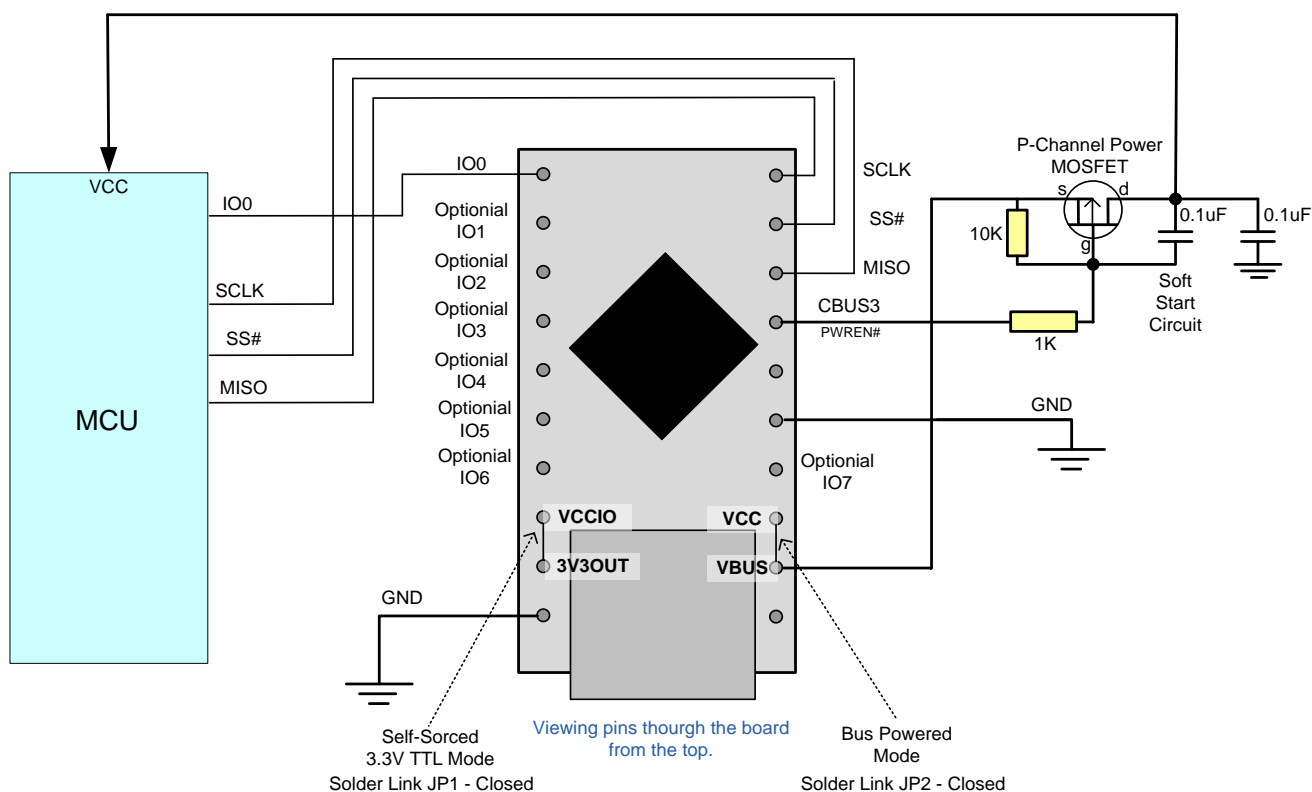 P-Channel Power
MOSFET
s
d
g
0.1uF
0.1uF
10K
Soft
Start
Circuit
1K
VCC
IO0
SCLK
SS#
MISO
MCU
IO0
Optionial
IO1
Optionial
IO2
Optionial
IO3
Optionial
IO4
Optionial
IO5
Optionial
IO6
SCLK
SS#
MISO
CBUS3
PWREN#
GND
Optionial
IO7
VCCIO
VCC
3V3OUT
VBUS
GND
Viewing pins thourgh the board
from the top.
Self-Sorced
3.3V TTL Mode
Solder Link JP1 - Closed
Bus Powered
Mode
Solder Link JP2 - Closed